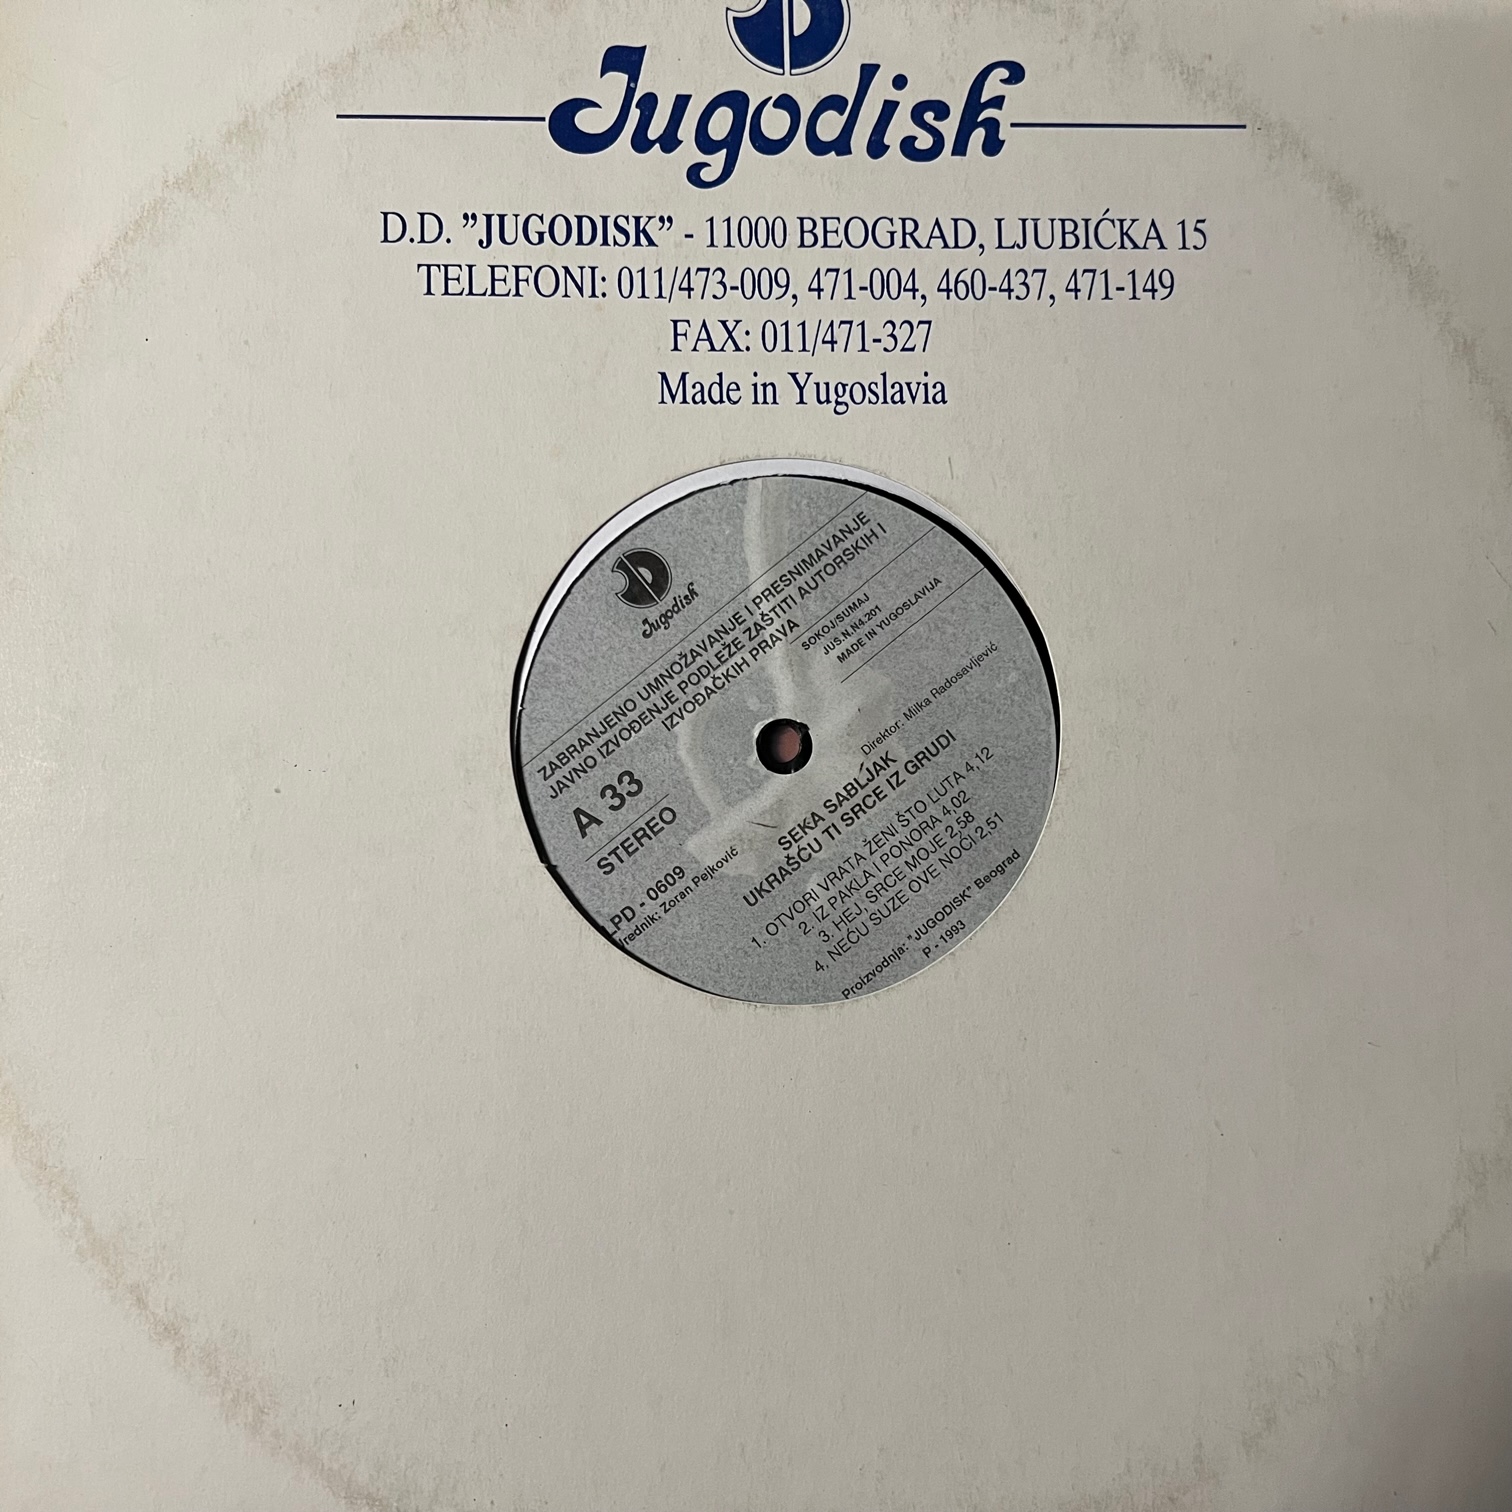 Jugodisk
D.D. ”JUGODISK” - 11000 BEOGRAD, LJUBIĆKA 15
TELEFONI: 011/473-009, 471-004, 460-437, 471-149
FAX: 011/471-327
Made in Yugoslavia
Jugodisk
ZABRANJENO UMNOŽAVANJE I PRESNIMAVANJE
JAVNO IZVOĐENJE PODLEŽE ZAŠTITI AUTORSKIH I
IZVOĐAČKIH PRAVA
SOKOJ/SUMAJ
JUS.N.N4.201
MADE IN YUGOSLAVIJA
A 33
STEREO
LPD - 0609
Urednik: Zoran Pejković
Direktor: Milka Radosavljević
SEKA SABLJAK
UKRAŠĆU TI SRCE IZ GRUDI
1. OTVORI VRATA ŽENI ŠTO LUTA 4,12
2. IZ PAKLA I PONORA 4,02
3. HEJ, SRCE MOJE 2,58
4. NEĆU SUZE OVE NOĆI 2,51
Proizvodnja: "JUGODISK" Beograd
P - 1993